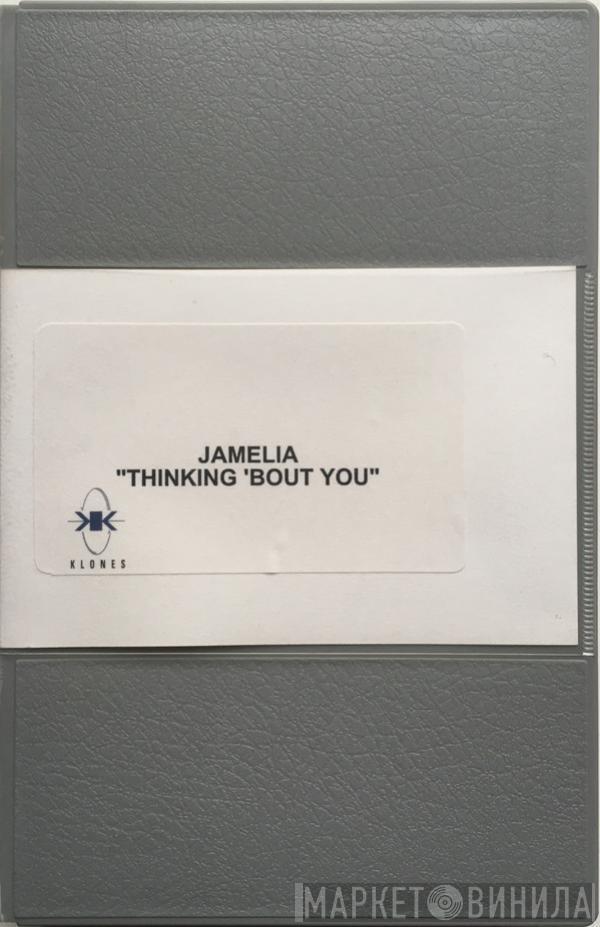 JAMELIA
"THINKING 'BOUT YOU"
KLONES
МАРКЕТ ВИНИЛА